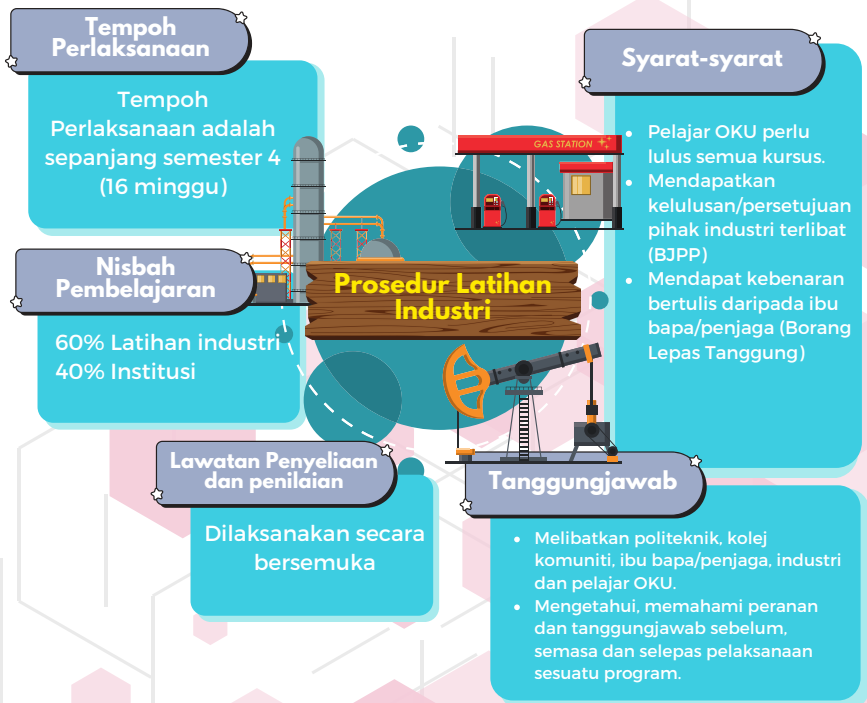 Tempoh
Perlaksanaan
Tempoh
Perlaksanaan adalah
sepanjang semester 4
(16 minggu)
Nisbah
Pembelajaran
60% Latihan industri
40% Institusi
GAS STATION
Prosedur Latihan
Industri
Syarat-syarat
Pelajar OKU perlu
lulus semua kursus.
Mendapatkan
kelulusan/persetujuan
pihak industri terlibat
(BJPP)
Mendapat kebenaran
bertulis daripada ibu
bapa/penjaga (Borang
Lepas Tanggung)
Lawatan Penyeliaan
dan penilaian
Dilaksanakan secara
bersemuka
Tanggungjawab
Melibatkan politeknik, kolej
komuniti, ibu bapa/penjaga, industri
dan pelajar OKU.
Mengetahui, memahami peranan
dan tanggungjawab sebelum,
semasa dan selepas pelaksanaan
sesuatu program.